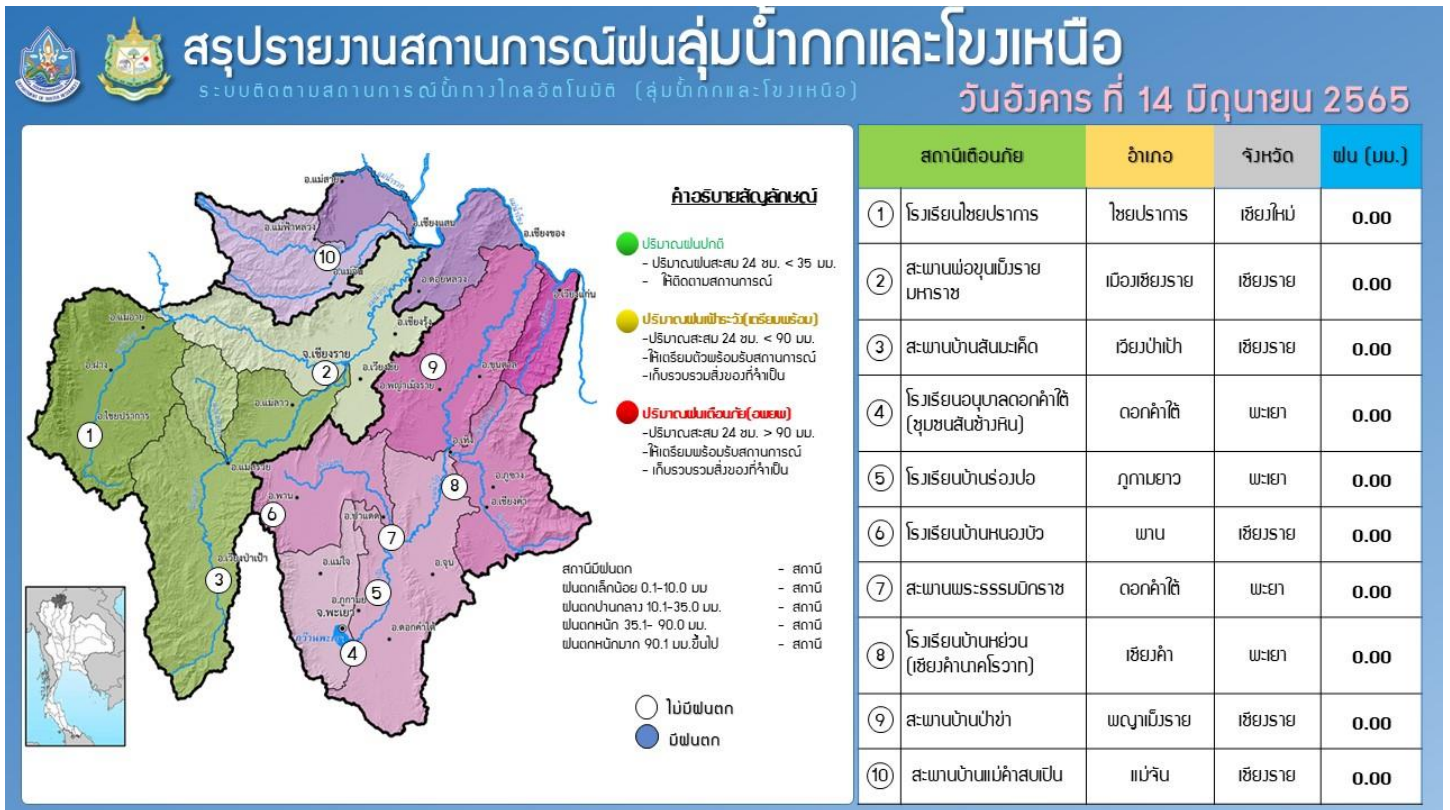 สรุปรายงานสถานการณ์ฝนลุ่มน้ำกกและโขงเหนือ
ระบบติดตามสถานการณ์น้ำทางไกลอัตโนมัติ (ลุ่มน้ำกกและโขงเหนือ)
วันอังคาร ที่ 14 มิถุนายน 2565
อ.แม่สาย
อ.แม่ฟ้าหลวง
อ.เชียงแสน
อ.เชียงของ
10
อ.แม่จัน
อ.ดอยหลวง
อ.เวียงแก่น
อ.แม่อาย
อ.เชียงรุ้ง
จ.เชียงราย
2
อ.เวียงชัย
9
อ.ขุนตาล
อ.ฝาง
อ.พญาเม็งราย
อ.ไชยปราการ
อ.แม่ลาว
1
อ.เทิง
อ.แม่สรวย
8
อ.ภูซาง
อ.เชียงคำ
อ.พาน
6
อ.ป่าแดด
7
อ.เวียงป่าเป้า
3
อ.แม่ใจ
อ.จุน
5
จ.พะเยา
กว๊านพะเยา
อ.ดอกคำใต้
4
คำอธิบายสัญลักษณ์
ปริมาณฝนปกติ
- ปริมาณฝนสะสม 24 ชม. < 35 มม.
- ให้ติดตามสถานการณ์
ปริมาณฝนเฝ้าระวัง(เตรียมพร้อม)
-ปริมาณสะสม 24 ชม. < 90 มม.
-ให้เตรียมตัวพร้อมรับสถานการณ์
-เก็บรวบรวมสิ่งของที่จำเป็น
ปริมาณฝนเตือนภัย(อพยพ)
-ปริมาณสะสม 24 ชม. > 90 มม.
-ให้เตรียมพร้อมรับสถานการณ์
- เก็บรวบรวมสิ่งของที่จำเป็น
สถานีมีฝนตก - สถานี
ฝนตกเล็กน้อย 0.1-10.0 มม - สถานี
ฝนตกปานกลาง 10.1-35.0 มม. - สถานี
ฝนตกหนัก 35.1- 90.0 มม. - สถานี
ฝนตกหนักมาก 90.1 มม.ขึ้นไป - สถานี
ไม่มีฝนตก
มีฝนตก
สถานีเตือนภัย อำเภอ จังหวัด ฝน (มม.)
1 โรงเรียนไชยปราการ ไชยปราการ เชียงใหม่ 0.00
2 สะพานพ่อขุนเม็งราย
มหาราช เมืองเชียงราย เชียงราย 0.00
3 สะพานบ้านสันมะเค็ด เวียงป่าเป้า เชียงราย 0.00
4 โรงเรียนอนุบาลดอกคำใต้
(ชุมชนสันช้างหิน) ดอกคำใต้ พะเยา 0.00
5 โรงเรียนบ้านร่องปอ ภูกามยาว พะเยา 0.00
6 โรงเรียนบ้านหนองบัว พาน เชียงราย 0.00
7 สะพานพระธรรมมิกราช ดอกคำใต้ พะเยา 0.00
8 โรงเรียนบ้านหย่วน
(เชียงคำนาคโรวาท) เชียงคำ พะเยา 0.00
9 สะพานบ้านป่าข่า พญาเม็งราย เชียงราย 0.00
10 สะพานบ้านแม่คำสบเปิน แม่จัน เชียงราย 0.00